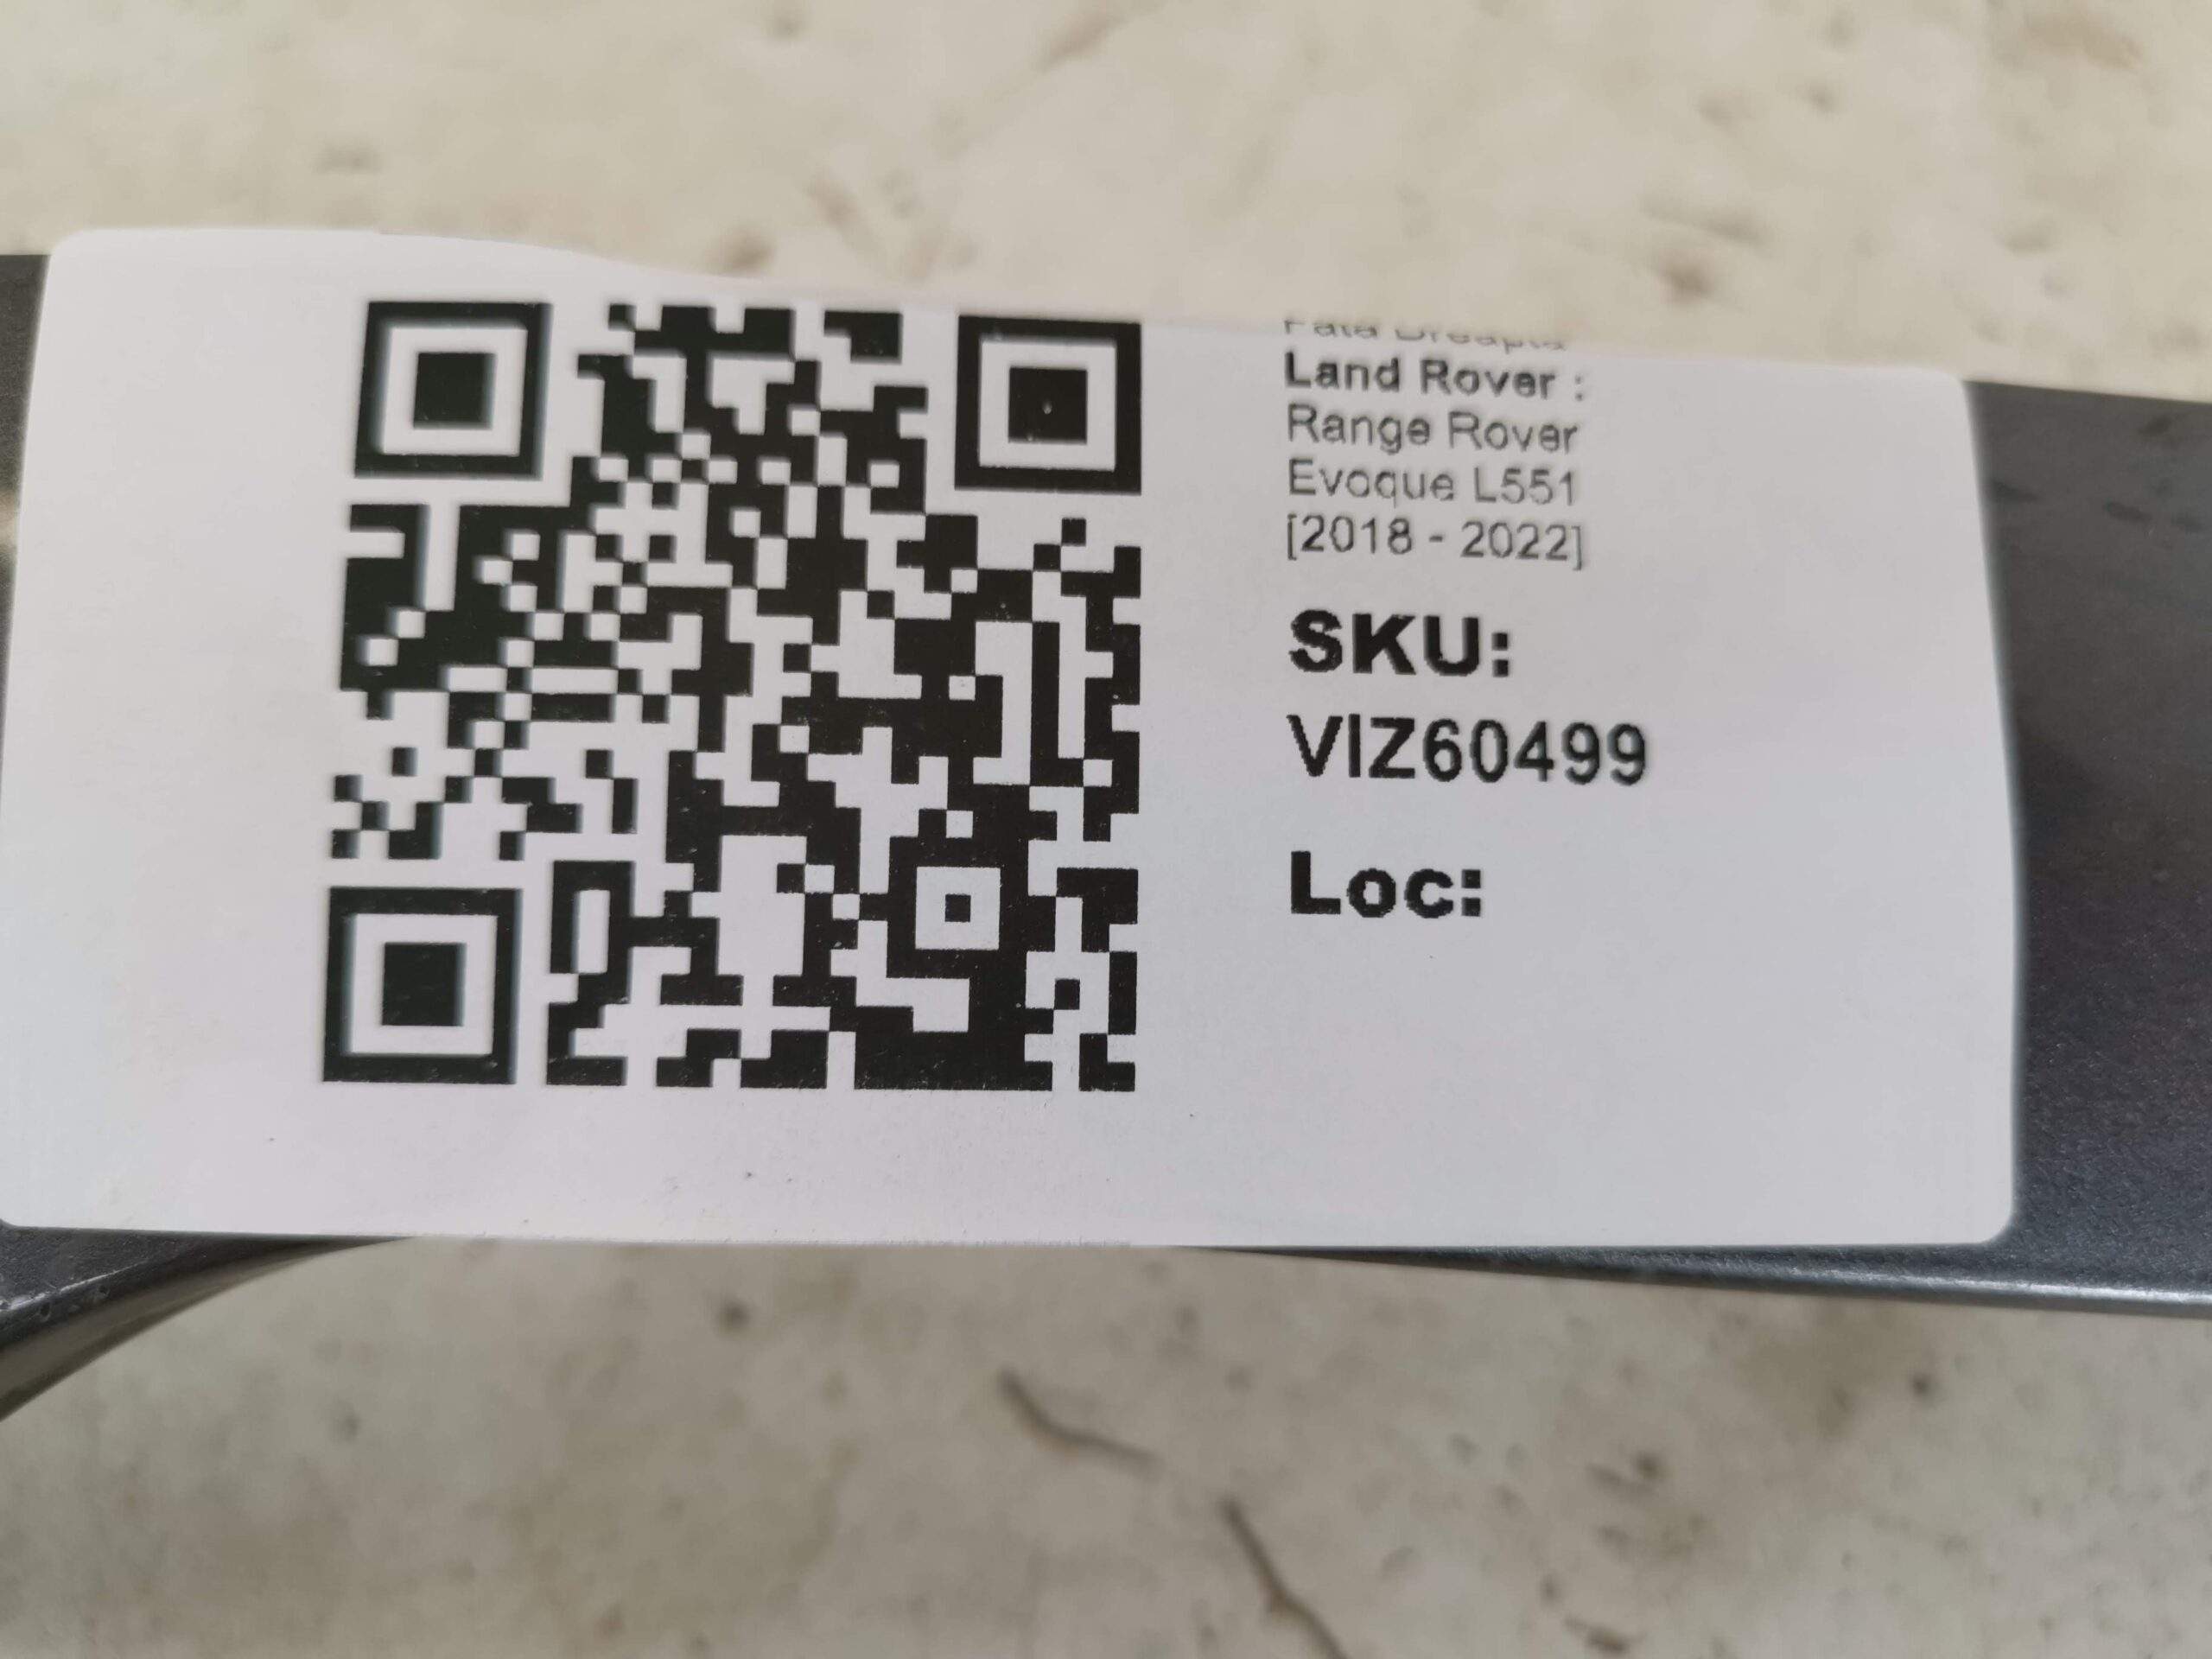 Land Rover :
Range Rover
Evoque L551
[2018 - 2022]
SKU:
VIZ60499
Loc: